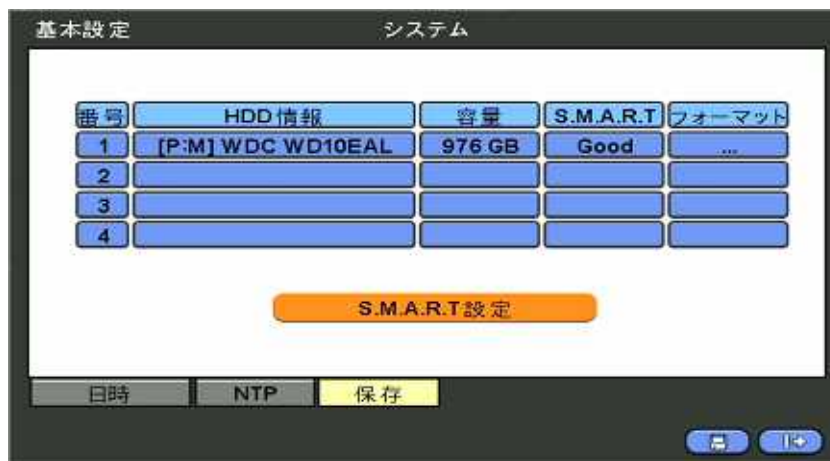 基本設定 システム
番号 HDD情報 容量 S.M.A.R.T フォーマット
1 [P:M] WDC WD10EAL 976 GB Good ...
2
3
4
S.M.A.R.T設定
日時 NTP 保存